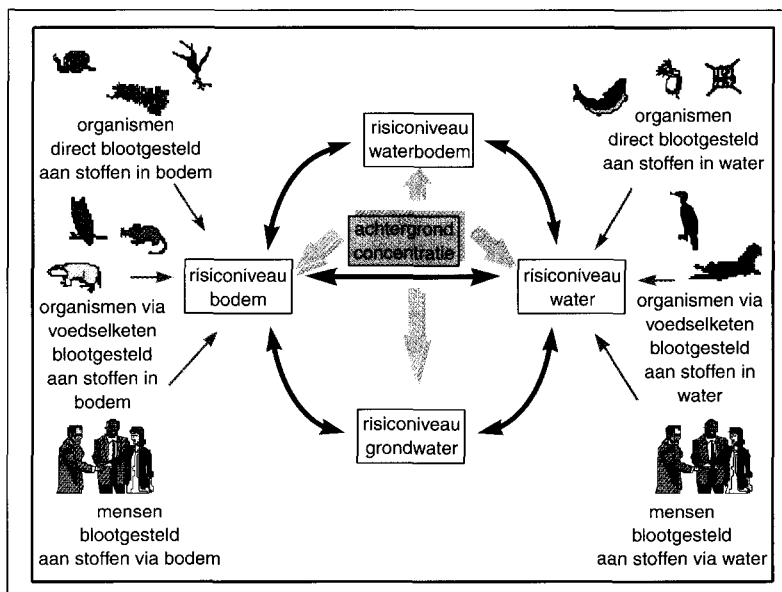 organismen
direct blootgesteld
aan stoffen in bodem
organismen via
voedselketen
blootgesteld
aan stoffen in
bodem
mensen
blootgesteld
aan stoffen via bodem
risiconiveau
waterbodem
achtergrond
concentratie
risiconiveau
bodem
risiconiveau
water
risiconiveau
grondwater
organismen
direct blootgesteld
aan stoffen in water
organismen via
voedselketen
blootgesteld
aan stoffen in
water
mensen
blootgesteld
aan stoffen via water